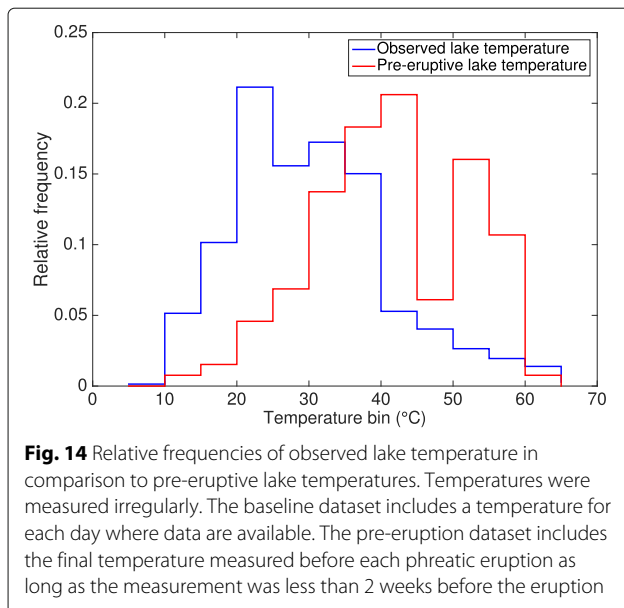 0.25
Observed lake temperature
Pre-eruptive lake temperature
0.2
0.15
0.1
0.05
0
Relative frequency
0 10 20 30 40 50 60 70
Temperature bin (°C)
Fig. 14 Relative frequencies of observed lake temperature in
comparison to pre-eruptive lake temperatures. Temperatures were
measured irregularly. The baseline dataset includes a temperature for
each day where data are available. The pre-eruption dataset includes
the final temperature measured before each phreatic eruption as
long as the measurement was less than 2 weeks before the eruption